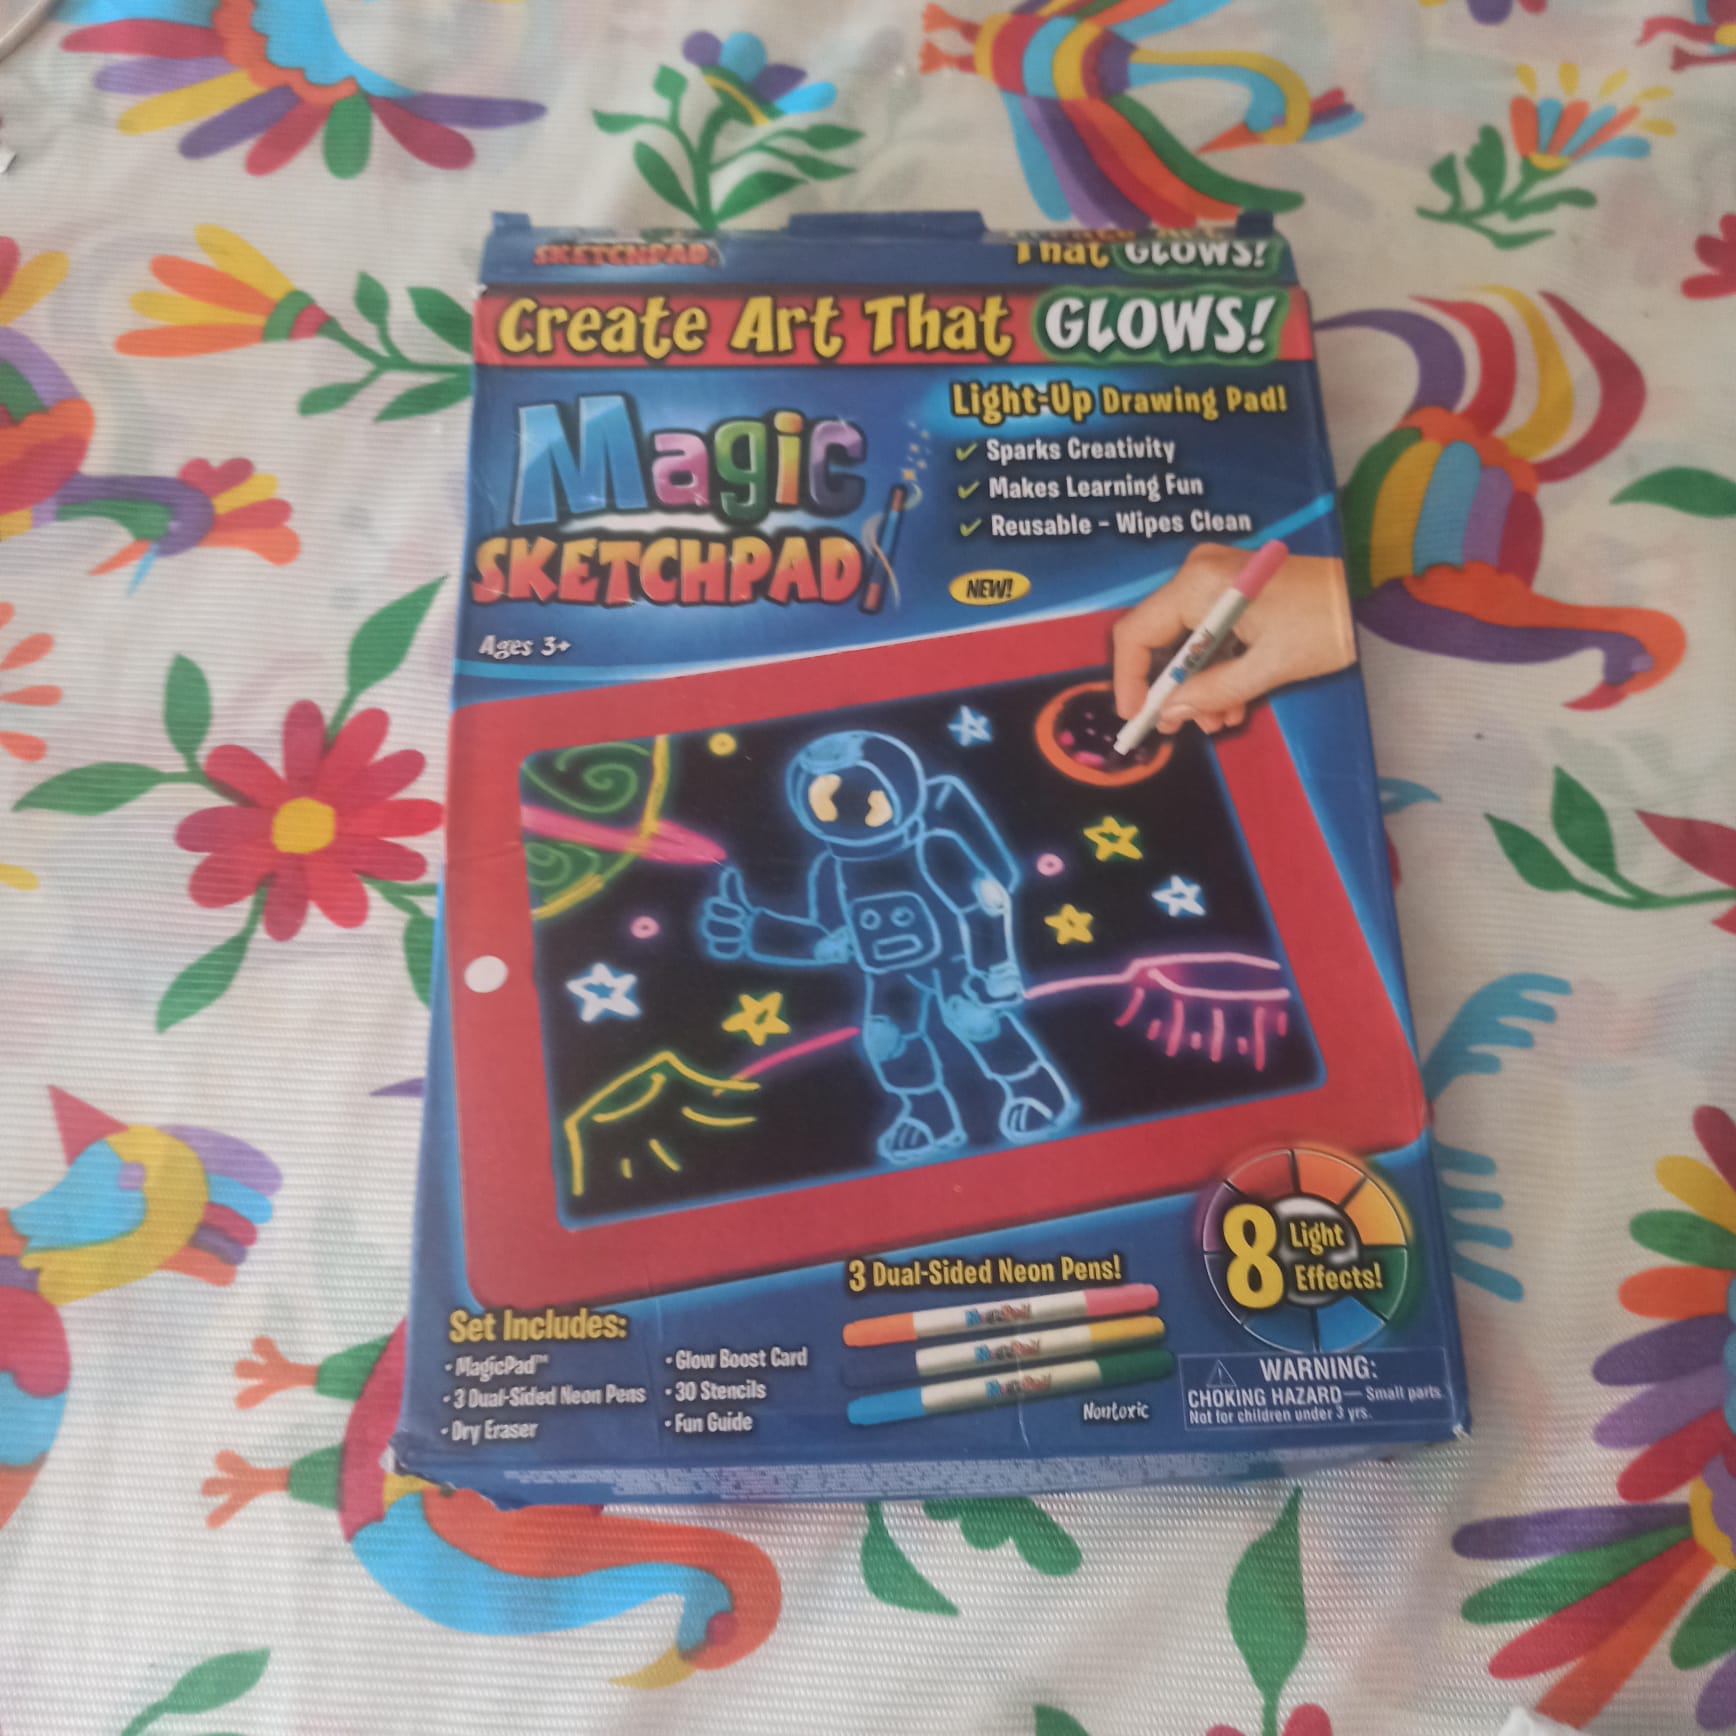 SKETCHPAD
That GLOWS!
Create Art That GLOWS!
Magic
SKETCHPAD
Ages 3+
Light-Up Drawing Pad!
✓ Sparks Creativity
✓ Makes Learning Fun
✓ Reusable - Wipes Clean
NEW!
8 Light
Effects!
3 Dual-Sided Neon Pens!
Nontoxic
Set Includes:
• MagicPad™
• 3 Dual-Sided Neon Pens
• Dry Eraser
• Glow Boost Card
• 30 Stencils
• Fun Guide
WARNING:
CHOKING HAZARD— Small parts.
Not for children under 3 yrs.